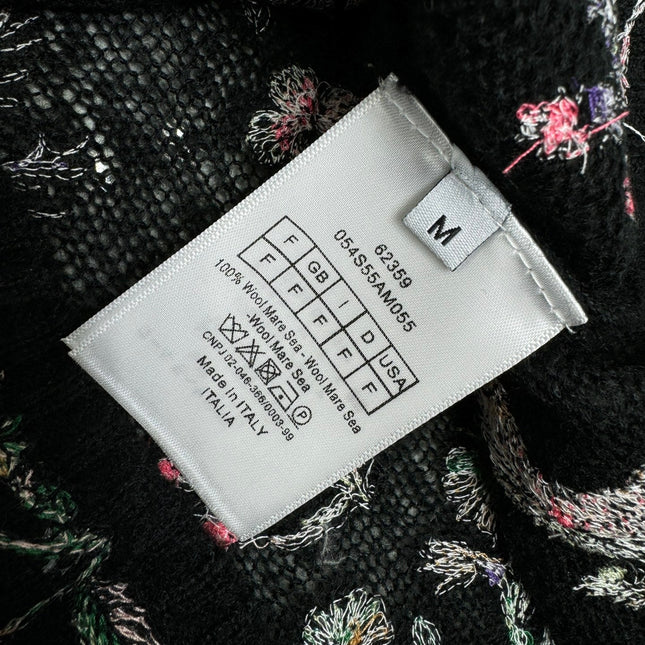 M
62359
054S55AM055
F GB I D USA
F F F F F
100% Wool Mare Sea - Wool Mare Sea
-Wool Mare Sea
P
CNPJ 02-046-366/0003-99
Made in ITALY
ITALIA